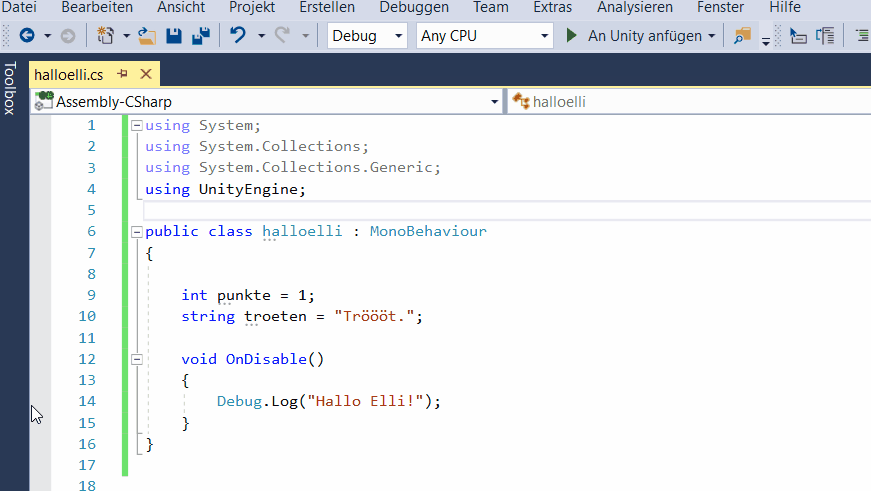 Datei Bearbeiten Ansicht Projekt Erstellen Debuggen Team Extras Analysieren Fenster Hilfe
Debug Any CPU An Unity anfügen
Toolbox
halloelli.cs
Assembly-CSharp halloelli
1 using System;
2 using System.Collections;
3 using System.Collections.Generic;
4 using UnityEngine;
5
6 public class halloelli : MonoBehaviour
7 {
8
9 int punkte = 1;
10 string troeten = "Tröööt.";
11
12 void OnDisable()
13 {
14 Debug.Log("Hallo Elli!");
15 }
16 }
17
18